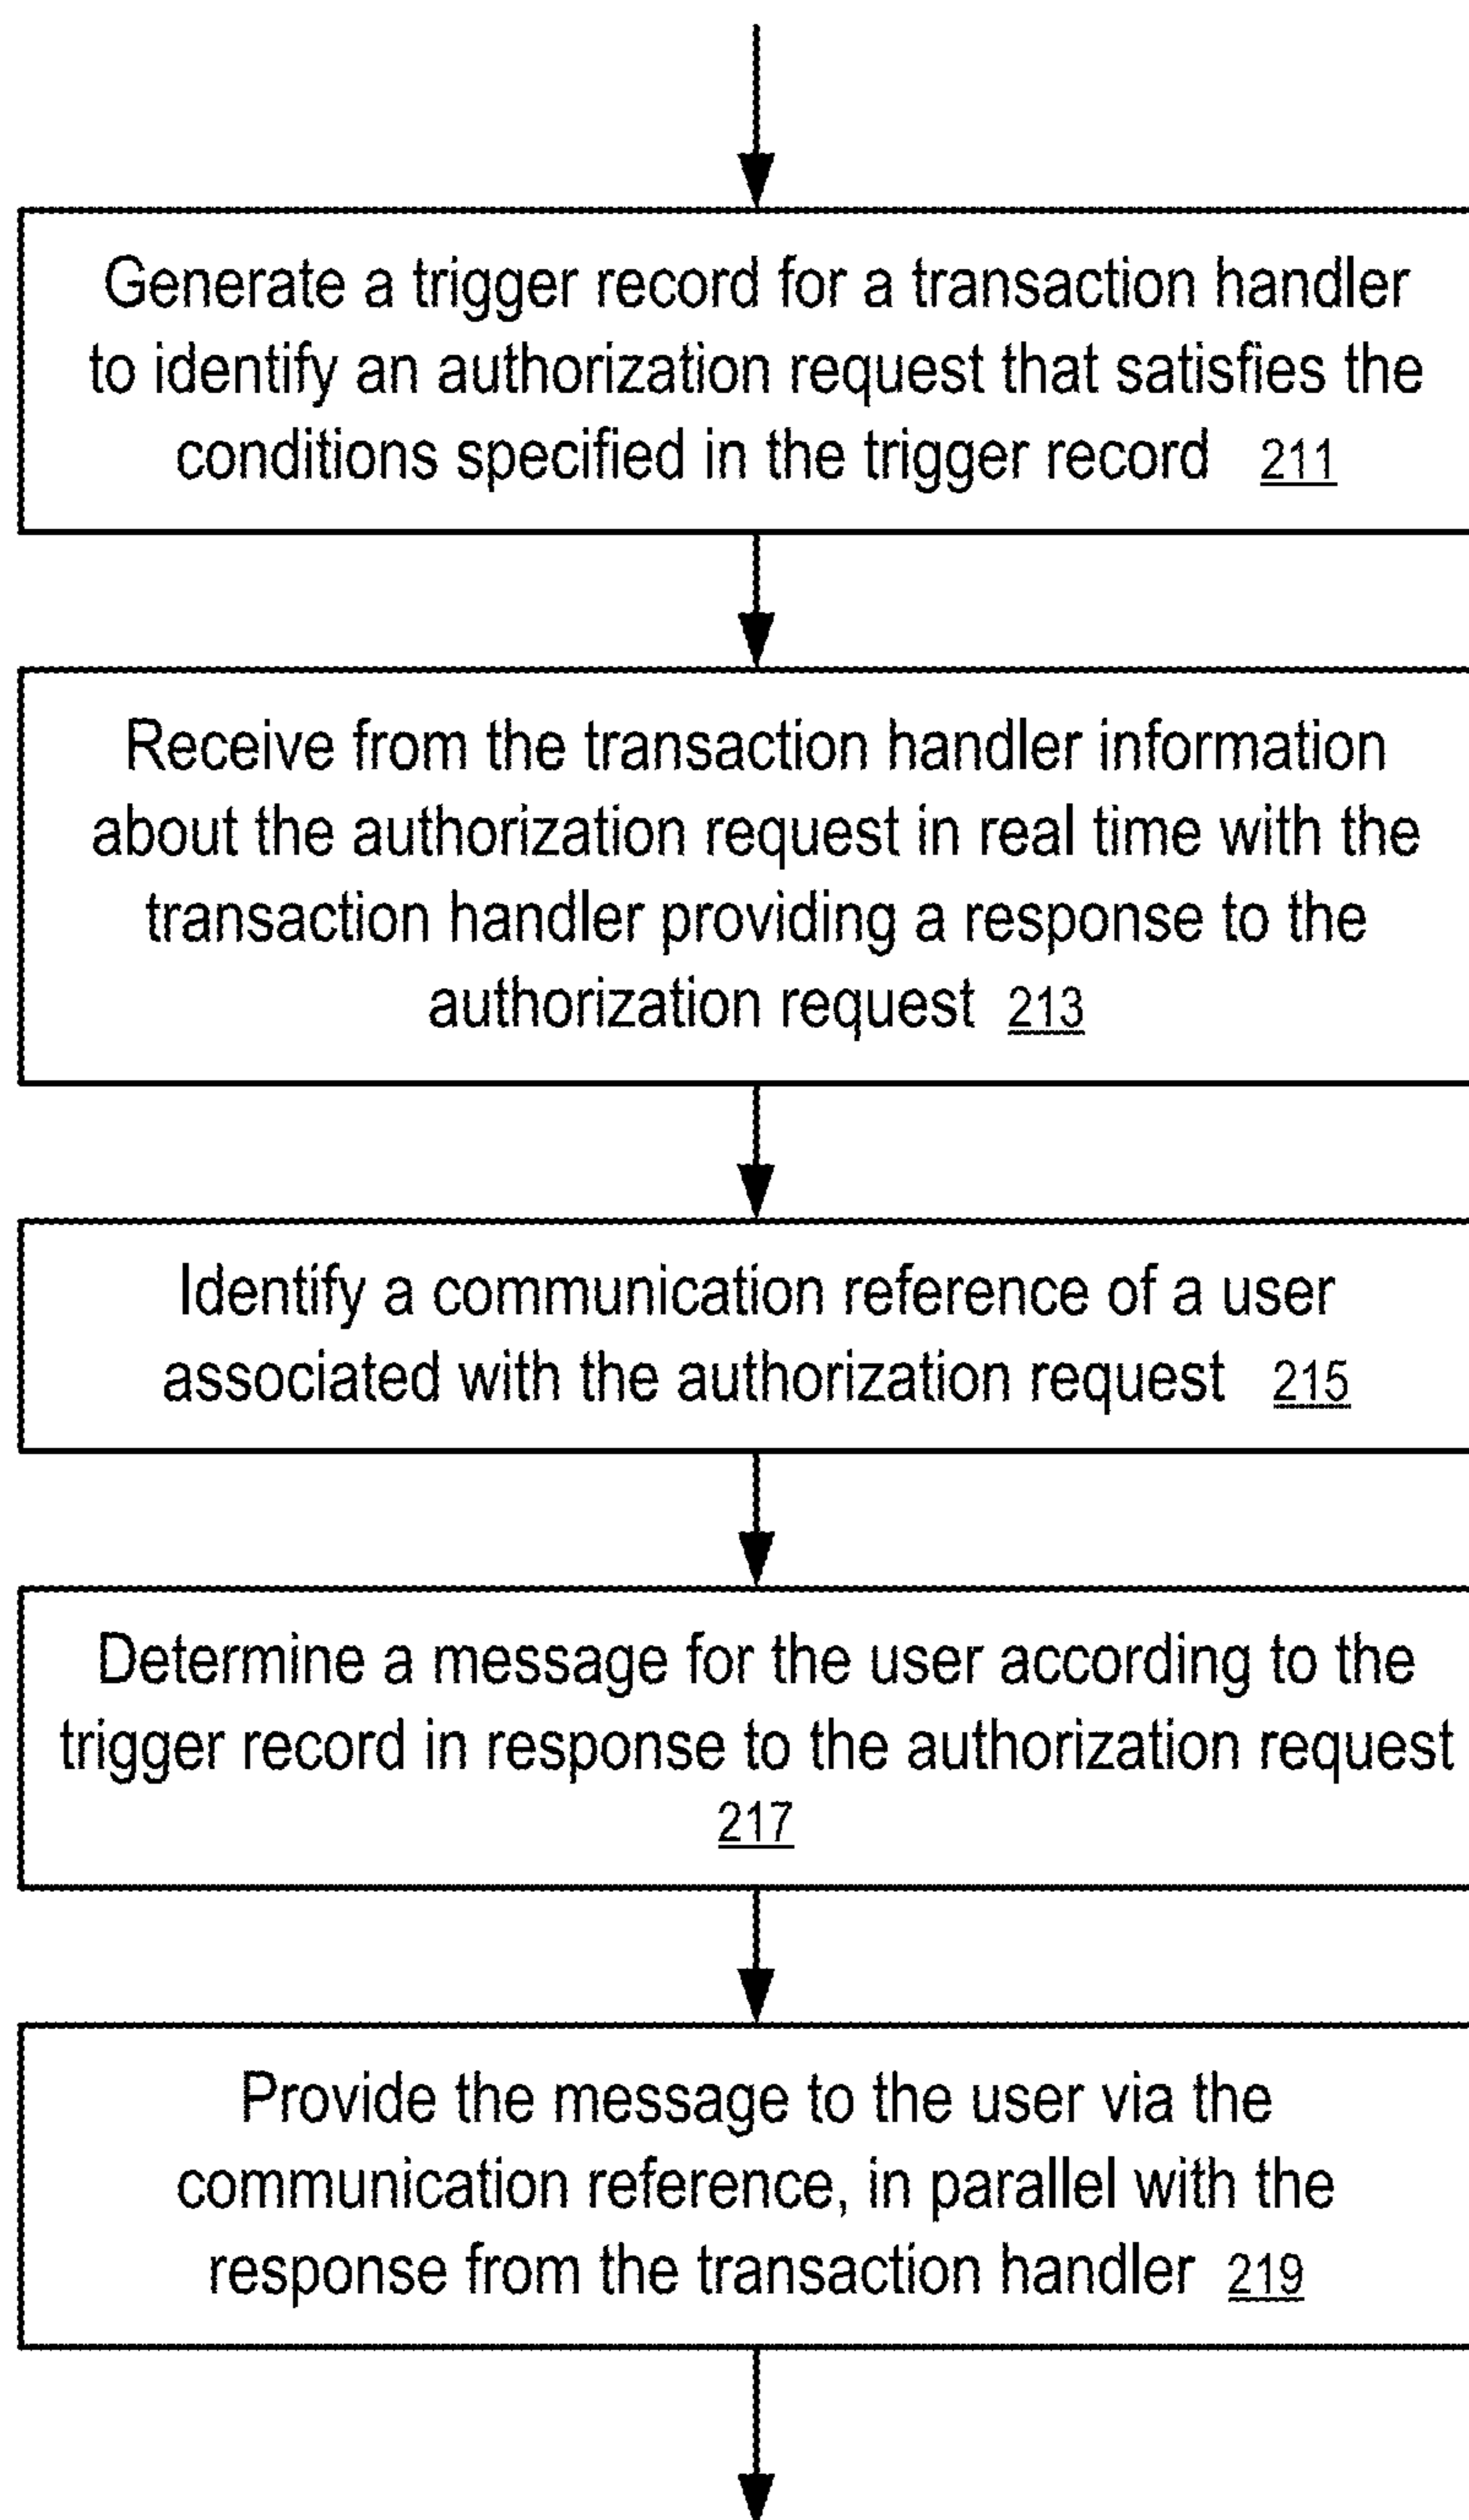 Generate a trigger record for a transaction handler
to identify an authorization request that satisfies the
conditions specified in the trigger record 211
Receive from the transaction handler information
about the authorization request in real time with the
transaction handler providing a response to the
authorization request 213
Identify a communication reference of a user
associated with the authorization request 215
Determine a message for the user according to the
trigger record in response to the authorization request
217
Provide the message to the user via the
communication reference, in parallel with the
response from the transaction handler 219